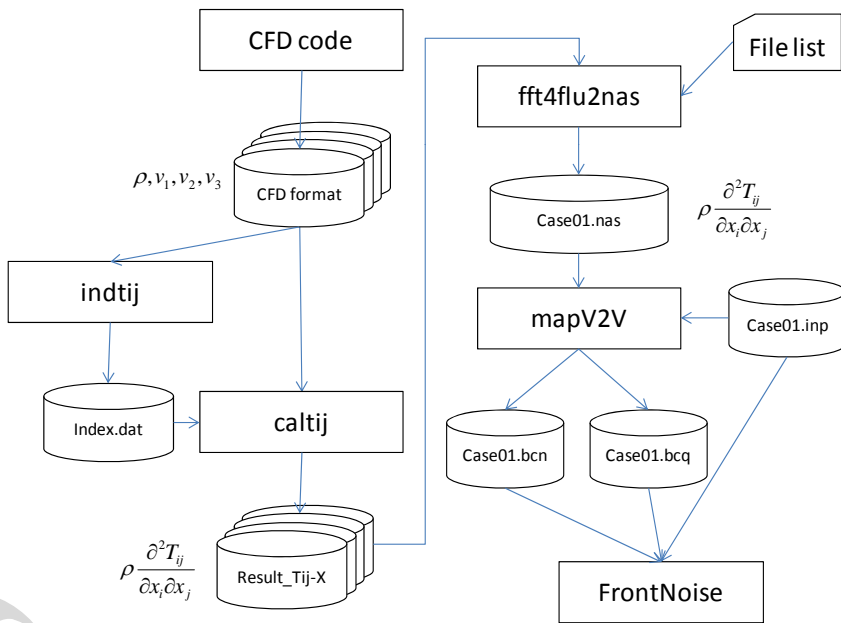 CFD code
ρ, v₁, v₂, v₃
CFD format
indtij
Index.dat
caltij
ρ ∂²Tᵢⱼ / ∂xᵢ∂xⱼ
Result_Tij-X
File list
fft4flu2nas
Case01.nas
ρ ∂²Tᵢⱼ / ∂xᵢ∂xⱼ
mapV2V
Case01.inp
Case01.bcn
Case01.bcq
FrontNoise